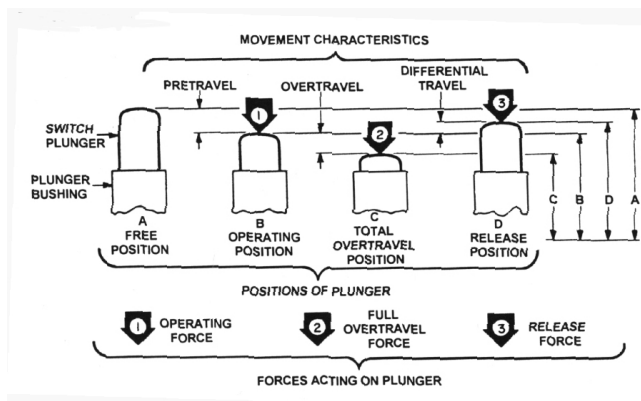 MOVEMENT CHARACTERISTICS
PRETRAVEL
OVERTRAVEL
DIFFERENTIAL
TRAVEL
1
2
3
SWITCH
PLUNGER
PLUNGER
BUSHING
A
FREE
POSITION
B
OPERATING
POSITION
C
TOTAL
OVERTRAVEL
POSITION
D
RELEASE
POSITION
C
B
D
A
POSITIONS OF PLUNGER
1
OPERATING
FORCE
2
FULL
OVERTRAVEL
FORCE
3
RELEASE
FORCE
FORCES ACTING ON PLUNGER